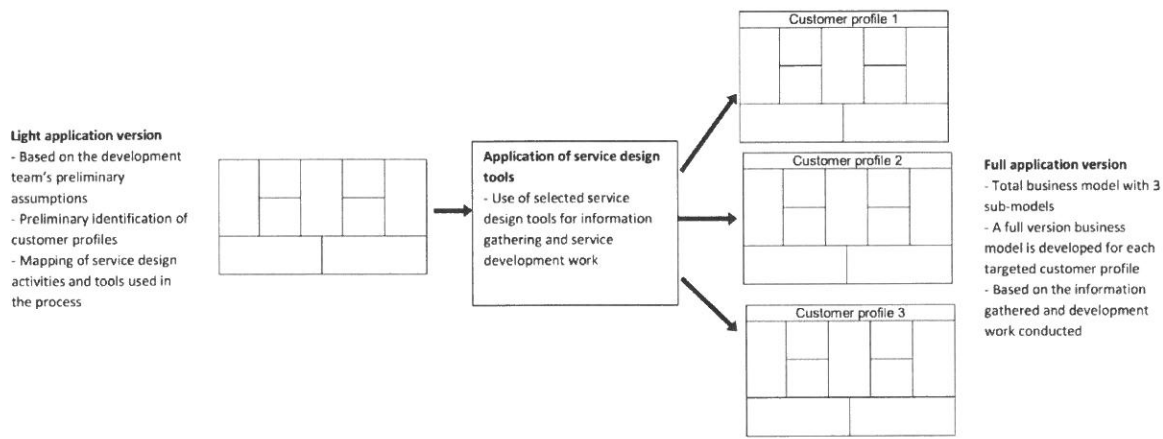 Light application version
- Based on the development
team's preliminary
assumptions
- Preliminary identification of
customer profiles
- Mapping of service design
activities and tools used in
the process
Application of service design
tools
- Use of selected service
design tools for information
gathering and service
development work
Customer profile 1
Customer profile 2
Customer profile 3
Full application version
- Total business model with 3
sub-models
- A full version business
model is developed for each
targeted customer profile
- Based on the information
gathered and development
work conducted